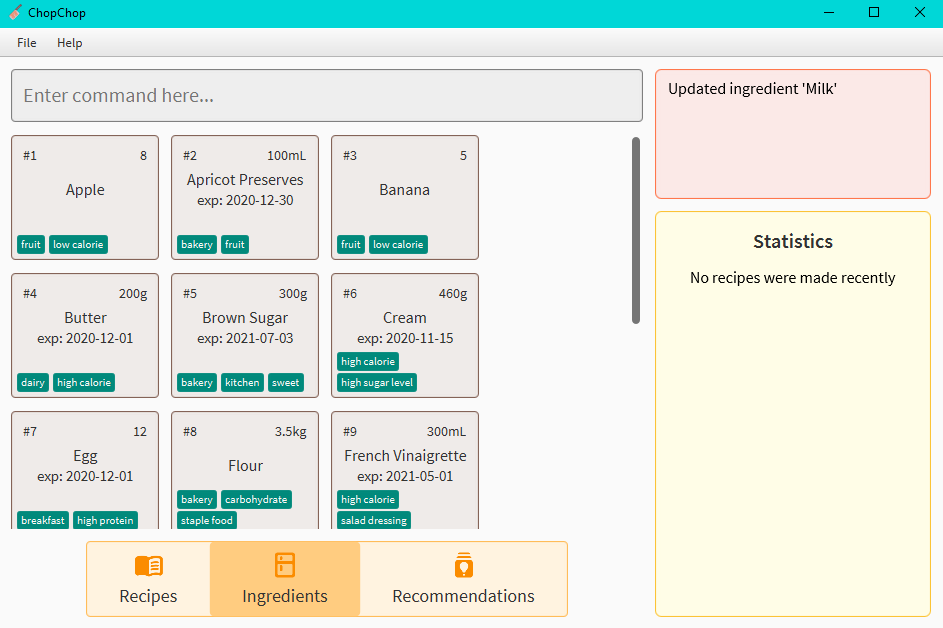 ChopChop
File Help
Enter command here...
Updated ingredient 'Milk'
#1 8
Apple
fruit low calorie
#2 100mL
Apricot Preserves
exp: 2020-12-30
bakery fruit
#3 5
Banana
fruit low calorie
#4 200g
Butter
exp: 2020-12-01
dairy high calorie
#5 300g
Brown Sugar
exp: 2021-07-03
bakery kitchen sweet
#6 460g
Cream
exp: 2020-11-15
high calorie
high sugar level
#7 12
Egg
exp: 2020-12-01
breakfast high protein
#8 3.5kg
Flour
bakery carbohydrate
staple food
#9 300mL
French Vinaigrette
exp: 2021-05-01
high calorie
salad dressing
Statistics
No recipes were made recently
Recipes Ingredients Recommendations